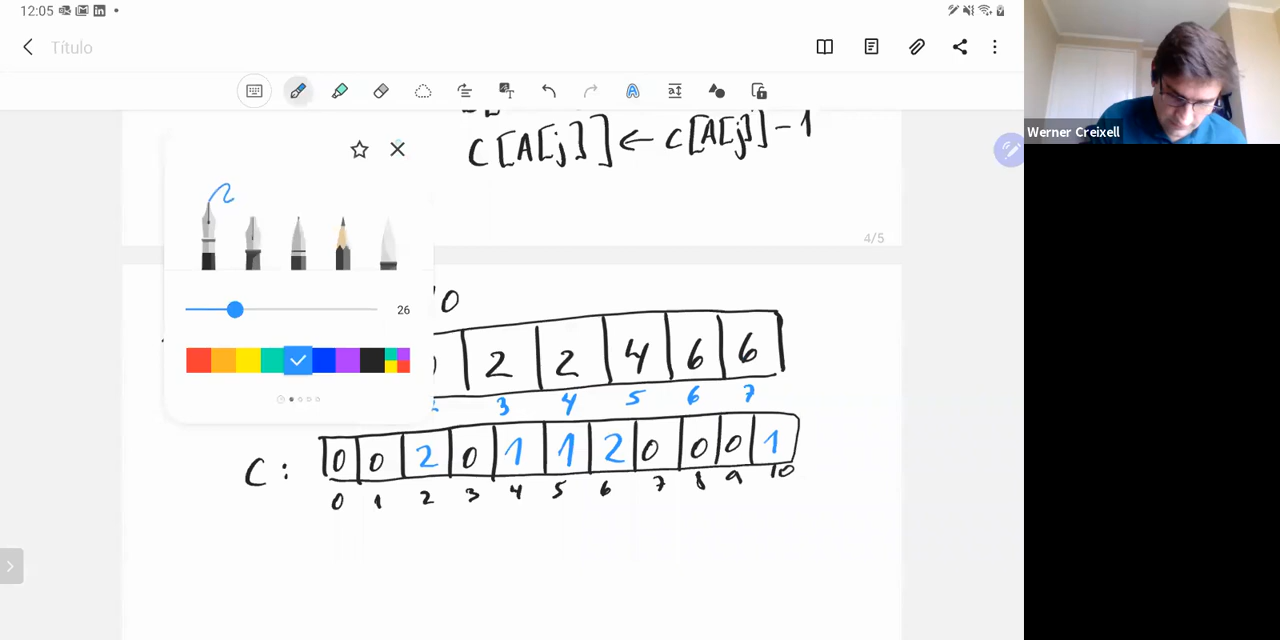 12:05
Título
C[A[j]] ← C[A[j]] - 1
Werner Creixell
4/5
10
26
2 2 4 6 6
3 4 5 6 7
C: 0 0 2 0 1 1 2 0 0 0 1
0 1 2 3 4 5 6 7 8 9 10